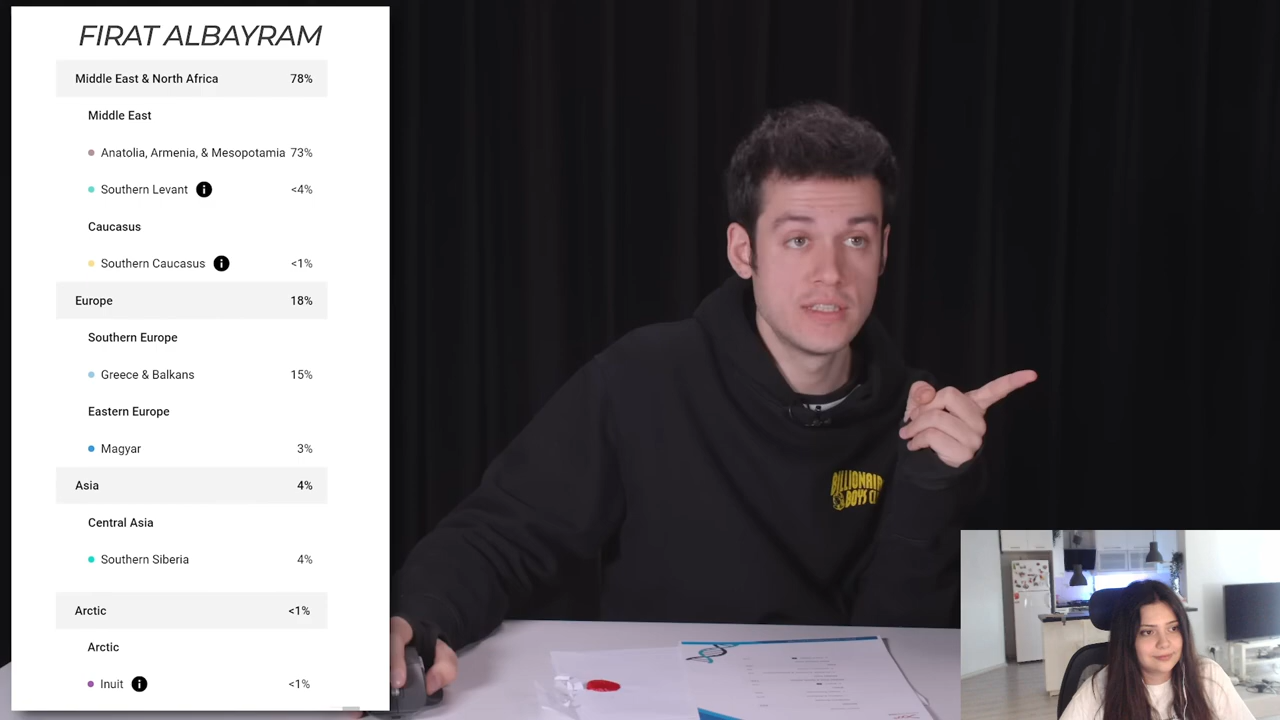 FIRAT ALBAYRAM
Middle East & North Africa 78%
Middle East
Anatolia, Armenia, & Mesopotamia 73%
Southern Levant <4%
Caucasus
Southern Caucasus <1%
Europe 18%
Southern Europe
Greece & Balkans 15%
Eastern Europe
Magyar 3%
Asia 4%
Central Asia
Southern Siberia 4%
Arctic <1%
Arctic
Inuit <1%
BILLIONAIR
BOYS